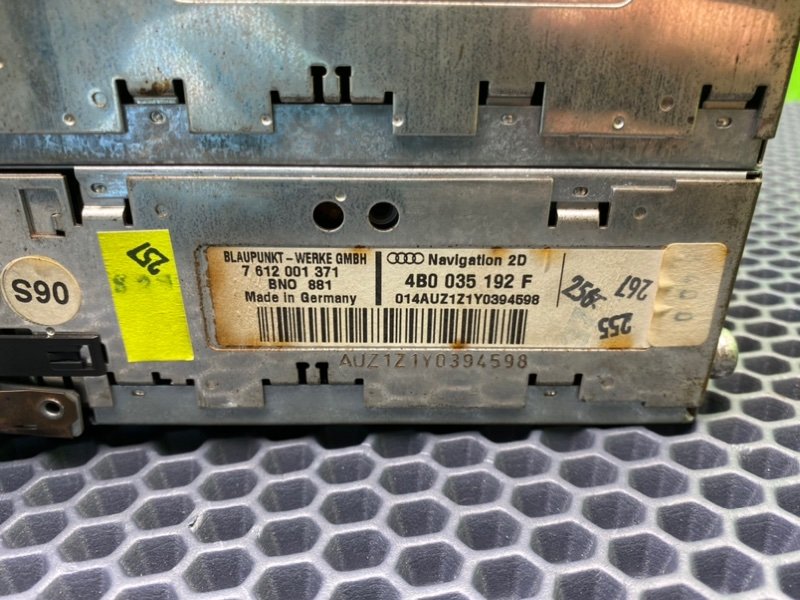 S90
257
BLAUPUNKT - WERKE GMBH
7 612 001 371
BNO 881
Made in Germany
Navigation 2D
4B0 035 192 F
014AUZ1Z1Y0394598
267
255
AUZ1Z1Y0394598